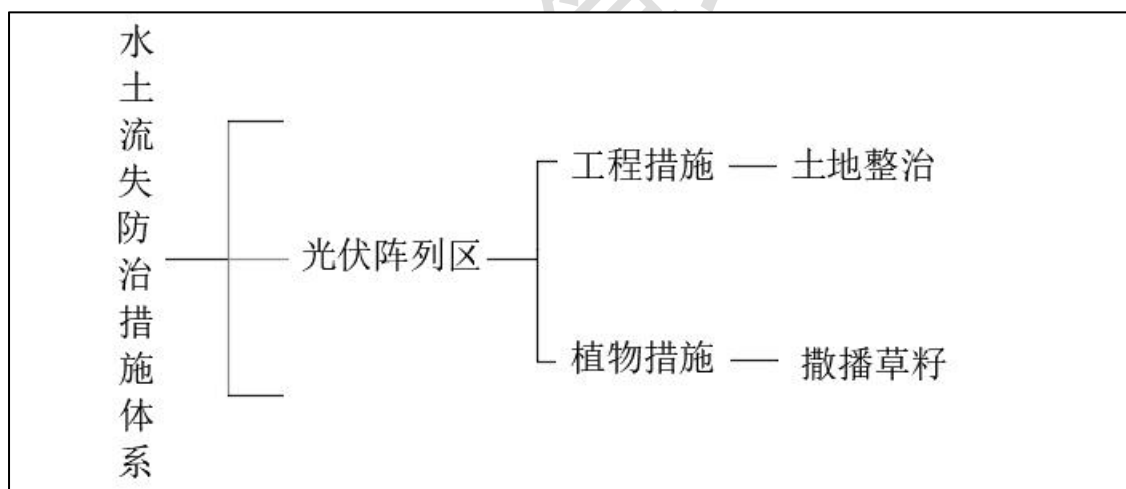 水土流失防治措施体系
光伏阵列区
工程措施
土地整治
植物措施
撒播草籽